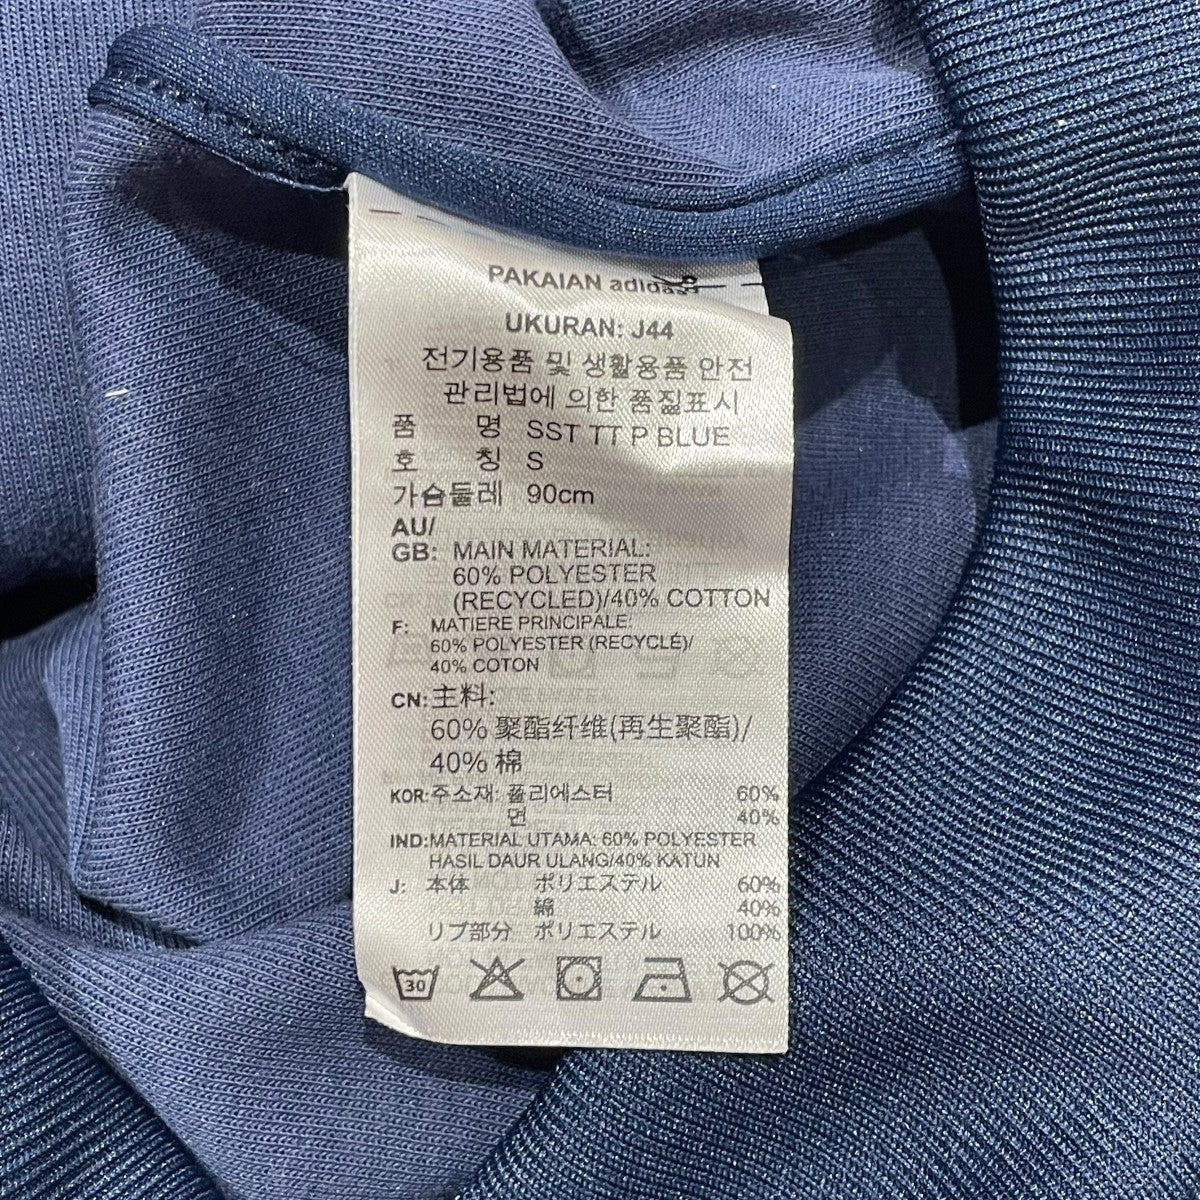 PAKAIAN adidas
UKURAN: J44
전기용품 및 생활용품 안전
관리법에 의한 품질표시
품 명 SST TT P BLUE
호 칭 S
가슴둘레 90cm
AU/
GB: MAIN MATERIAL:
60% POLYESTER
(RECYCLED)/40% COTTON
F: MATIERE PRINCIPALE:
60% POLYESTER (RECYCLÉ)/
40% COTON
CN: 主料:
60% 聚酯纤维(再生聚酯)/
40% 棉
KOR: 주소재: 폴리에스터 60%
면 40%
IND: MATERIAL UTAMA: 60% POLYESTER
HASIL DAUR ULANG/40% KATUN
J: 本体 ポリエステル 60%
綿 40%
リブ部分 ポリエステル 100%
30